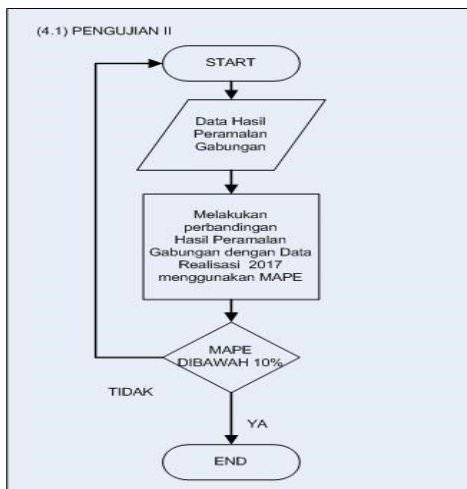 (4.1) PENGUJIAN II
START
Data Hasil
Peramalan
Gabungan
Melakukan
perbandingan
Hasil Peramalan
Gabungan dengan Data
Realisasi 2017
menggunakan MAPE
MAPE
DIBAWAH 10%
TIDAK
YA
END